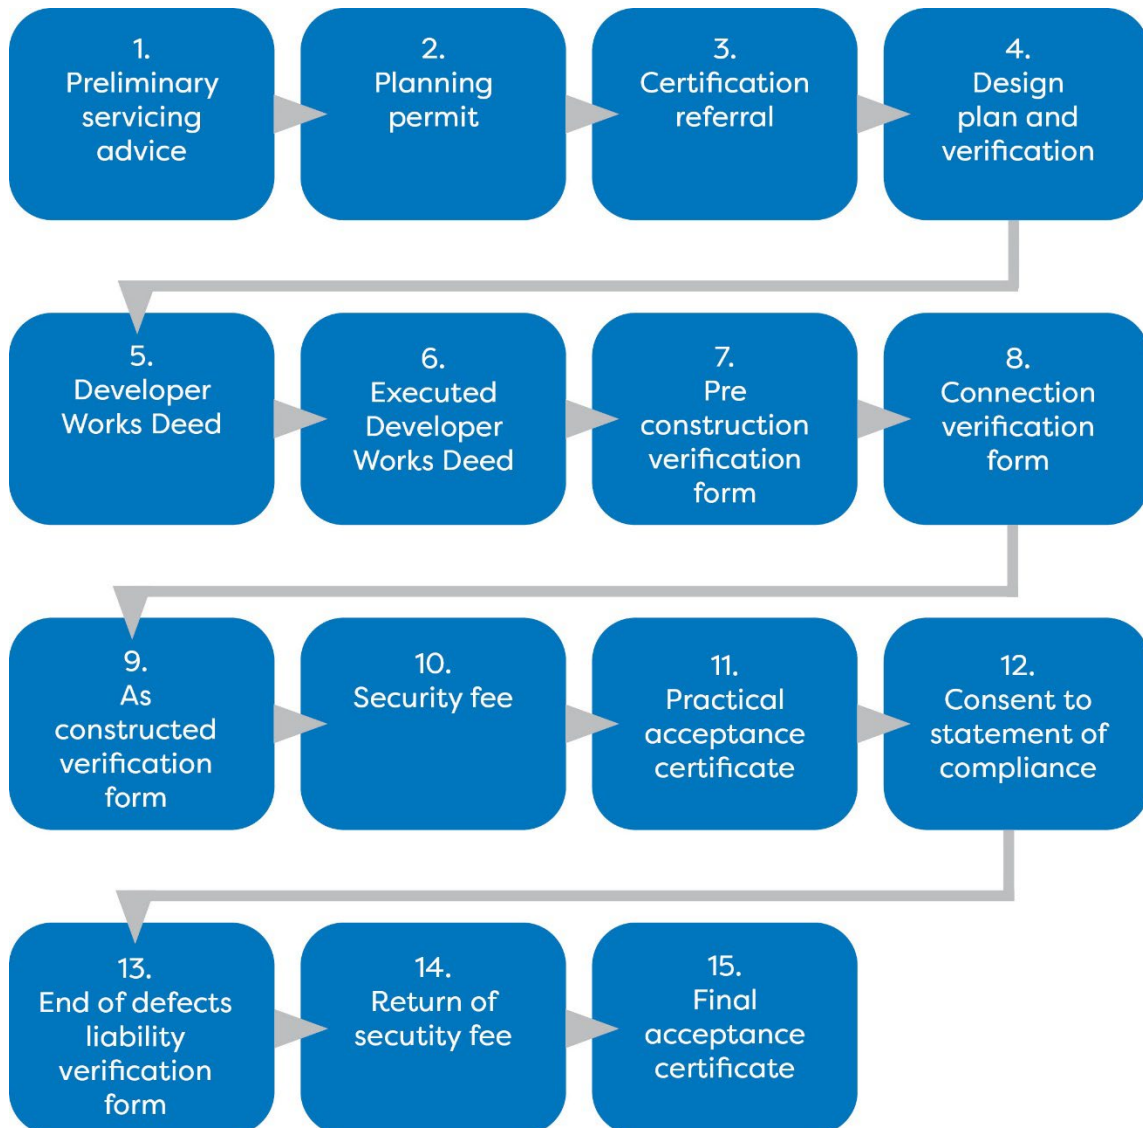 1.
Preliminary
servicing
advice
2.
Planning
permit
3.
Certification
referral
4.
Design
plan and
verification
5.
Developer
Works Deed
6.
Executed
Developer
Works Deed
7.
Pre
construction
verification
form
8.
Connection
verification
form
9.
As
constructed
verification
form
10.
Security fee
11.
Practical
acceptance
certificate
12.
Consent to
statement of
compliance
13.
End of defects
liability
verification
form
14.
Return of
secutity fee
15.
Final
acceptance
certificate